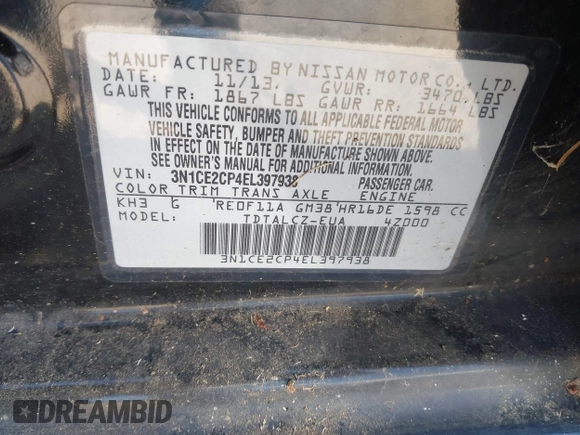 MANUFACTURED BY NISSAN MOTOR CO., LTD.
DATE: 11/13. GVWR: 3470 LBS
GAWR FR: 1867 LBS GAWR RR: 1664 LBS
THIS VEHICLE CONFORMS TO ALL APPLICABLE FEDERAL MOTOR
VEHICLE SAFETY, BUMPER AND THEFT PREVENTION STANDARDS
IN EFFECT ON THE DATE OF MANUFACTURE SHOWN ABOVE.
SEE OWNER'S MANUAL FOR ADDITIONAL INFORMATION.
VIN: 3N1CE2CP4EL397938 PASSENGER CAR.
COLOR TRIM TRANS AXLE ENGINE
KH3 G RE0F11A GM38 HR16DE 1598 CC
MODEL: TDTALCZ-EUA 4Z000
3N1CE2CP4EL397938
DREAMBID